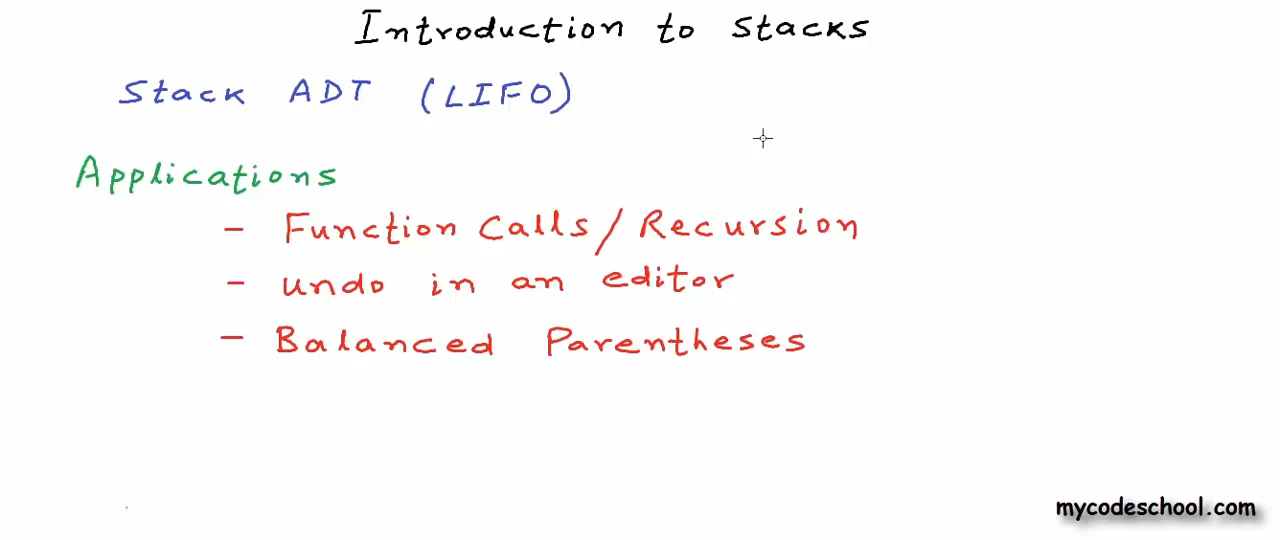 Introduction to Stacks
Stack ADT (LIFO)
Applications
- Function Calls/Recursion
- undo in an editor
- Balanced Parentheses
mycodeschool.com